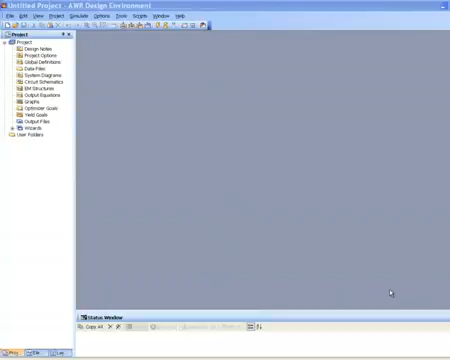 Untitled Project - AWR Design Environment
File Edit View Project Simulate Options Tools Scripts Window Help
Project
Project
Design Notes
Project Options
Global Definitions
Data Files
System Diagrams
Circuit Schematics
EM Structures
Output Equations
Graphs
Optimizer Goals
Yield Goals
Output Files
Wizards
User Folders
Status Window
Copy All
Proj...
Ele...
Lay...